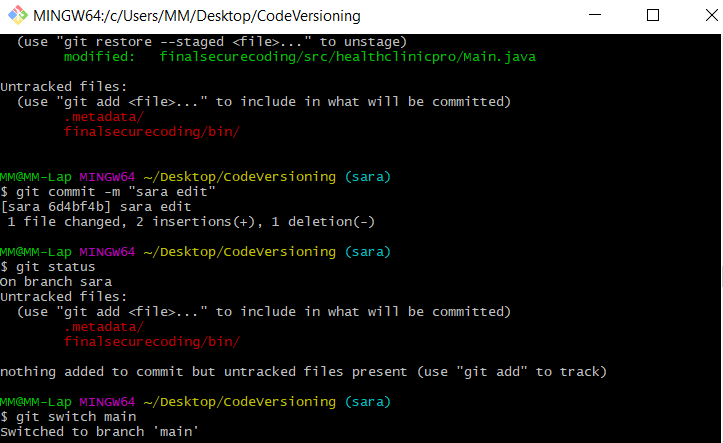 MINGW64:/c/Users/MM/Desktop/CodeVersioning
(use "git restore --staged <file>..." to unstage)
modified:   finalsecurecoding/src/healthclinicpro/Main.java
Untracked files:
(use "git add <file>..." to include in what will be committed)
.metadata/
finalsecurecoding/bin/
MM@MM-Lap MINGW64 ~/Desktop/CodeVersioning (sara)
$ git commit -m "sara edit"
[sara 6d4bf4b] sara edit
1 file changed, 2 insertions(+), 1 deletion(-)
MM@MM-Lap MINGW64 ~/Desktop/CodeVersioning (sara)
$ git status
On branch sara
Untracked files:
(use "git add <file>..." to include in what will be committed)
.metadata/
finalsecurecoding/bin/
nothing added to commit but untracked files present (use "git add" to track)
MM@MM-Lap MINGW64 ~/Desktop/CodeVersioning (sara)
$ git switch main
Switched to branch 'main'